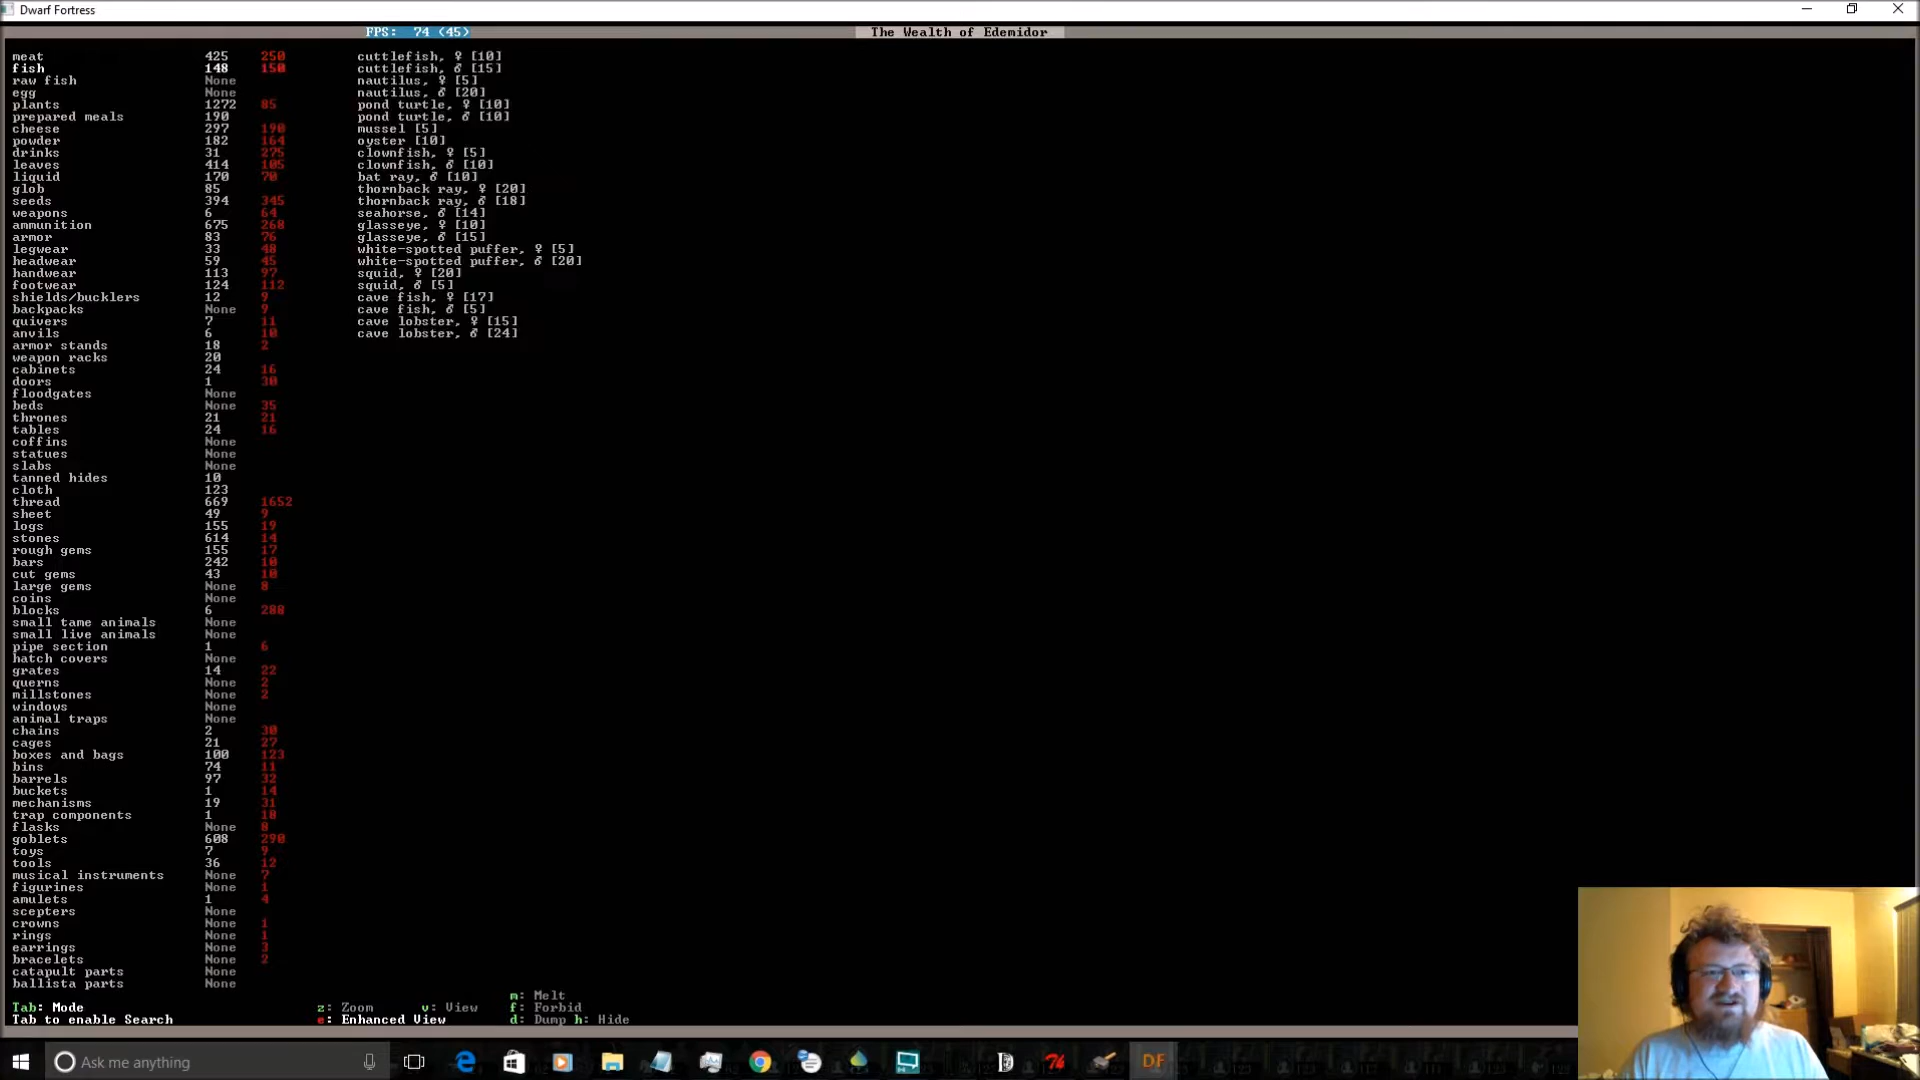 Dwarf Fortress
FPS: 74 (45) The Wealth of Edemidor
meat 425 250 cuttlefish, ♀ [10]
fish 148 150 cuttlefish, ♂ [15]
raw fish None nautilus, ♀ [5]
egg None nautilus, ♂ [20]
plants 1272 85 pond turtle, ♀ [10]
prepared meals 190 pond turtle, ♂ [10]
cheese 297 190 mussel [5]
powder 182 164 oyster [10]
drinks 31 275 clownfish, ♀ [5]
leaves 414 105 clownfish, ♂ [10]
liquid 170 70 bat ray, ♂ [10]
glob 85 thornback ray, ♀ [20]
seeds 394 345 thornback ray, ♂ [18]
weapons 6 64 seahorse, ♂ [14]
ammunition 675 260 glasseye, ♀ [10]
armor 83 76 glasseye, ♂ [15]
legwear 33 48 white-spotted puffer, ♀ [5]
headwear 59 45 white-spotted puffer, ♂ [20]
handwear 113 97 squid, ♀ [20]
footwear 124 112 squid, ♂ [5]
shields/bucklers 12 9 cave fish, ♀ [17]
backpacks None 9 cave fish, ♂ [5]
quivers 7 11 cave lobster, ♀ [15]
anvils 6 10 cave lobster, ♂ [24]
armor stands 18 2
weapon racks 20
cabinets 24 16
doors 1 30
floodgates None
beds None 35
thrones 21 21
tables 24 16
coffins None
statues None
slabs None
tanned hides 10
cloth 123
thread 669 1652
sheet 49 9
logs 155 19
stones 614 14
rough gems 155 17
bars 242 10
cut gems 43 10
large gems None 8
coins None
blocks 6 280
small tame animals None
small live animals None
pipe section 1 6
hatch covers None
grates 14 22
querns None 2
millstones None 2
windows None
animal traps None
chains 2 30
cages 21 27
boxes and bags 100 123
bins 74 11
barrels 97 32
buckets 1 14
mechanisms 19 31
trap components 1 10
flasks None 8
goblets 608 290
toys 7 9
tools 36 12
musical instruments None 7
figurines None 1
amulets 1 4
scepters None
crowns None 1
rings None 1
earrings None 3
bracelets None 2
catapult parts None
ballista parts None
m: Melt
Tab: Mode z: Zoom v: View f: Forbid
Tab to enable Search e: Enhanced View d: Dump h: Hide
Ask me anything
DF